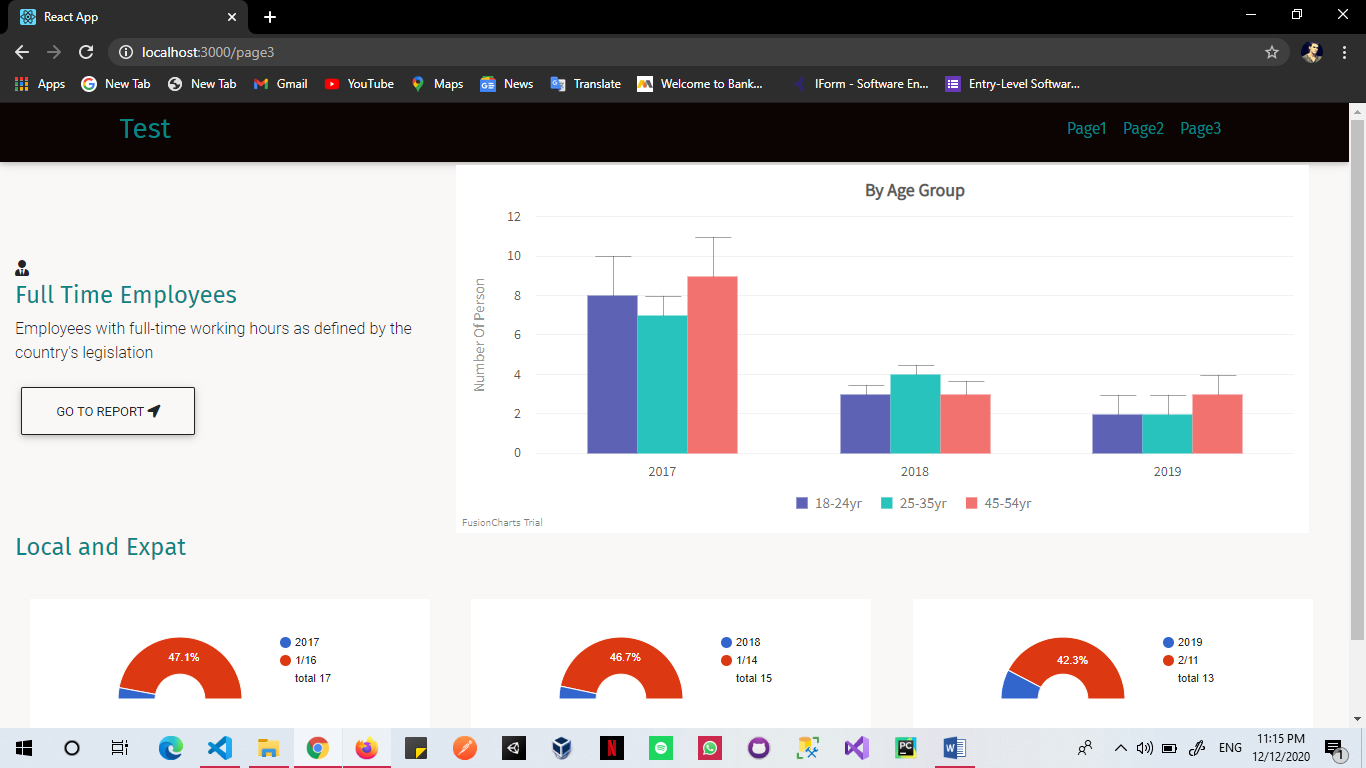 React App
localhost:3000/page3
Apps New Tab New Tab Gmail YouTube Maps News Translate Welcome to Bank... IForm - Software En... Entry-Level Softwar...
Test Page1 Page2 Page3
By Age Group
Number Of Person
12
10
8
6
4
2
0
2017 2018 2019
18-24yr 25-35yr 45-54yr
FusionCharts Trial
Full Time Employees
Employees with full-time working hours as defined by the
country's legislation
GO TO REPORT
Local and Expat
47.1%
2017
1/16
total 17
46.7%
2018
1/14
total 15
42.3%
2019
2/11
total 13
N PC W ENG 11:15 PM
12/12/2020
1